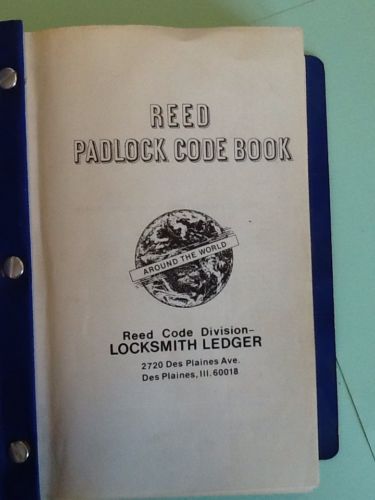 REED
PADLOCK CODE BOOK
AROUND THE WORLD
Reed Code Division-
LOCKSMITH LEDGER
2720 Des Plaines Ave.
Des Plaines, Ill. 60018